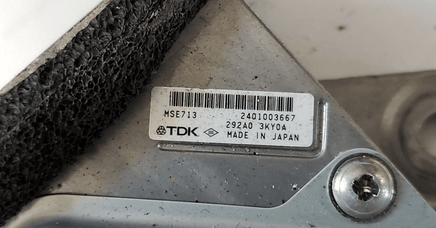 MSE713 2401003667
292A0 3KY0A
TDK MADE IN JAPAN